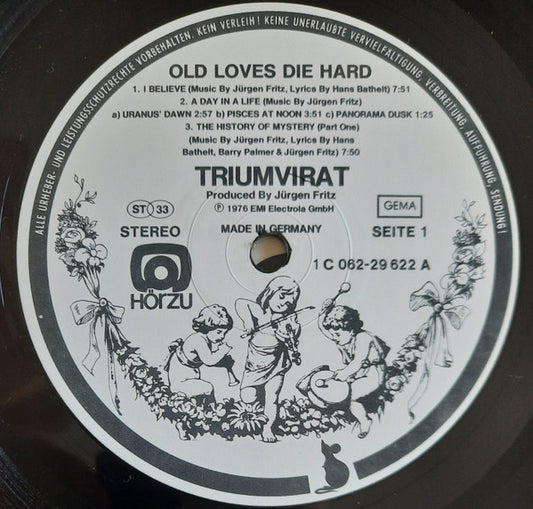 ALLE URHEBER- UND LEISTUNGSSCHUTZRECHTE VORBEHALTEN. KEIN VERLEIH! KEINE UNERLAUBTE VERVIELFÄLTIGUNG, VERBREITUNG, AUFFÜHRUNG, SENDUNG!
OLD LOVES DIE HARD
1. I BELIEVE (Music By Jürgen Fritz, Lyrics By Hans Bathelt) 7:51
2. A DAY IN A LIFE (Music By Jürgen Fritz)
a) URANUS' DAWN 2:57 b) PISCES AT NOON 3:51 c) PANORAMA DUSK 1:25
3. THE HISTORY OF MYSTERY (Part One)
(Music By Jürgen Fritz, Lyrics By Hans
Bathelt, Barry Palmer & Jürgen Fritz) 7:50
TRIUMVIRAT
Produced By Jürgen Fritz
ST 33
℗ 1976 EMI Electrola GmbH
GEMA
STEREO
MADE IN GERMANY
SEITE 1
1 C 062-29 622 A
HÖRZU